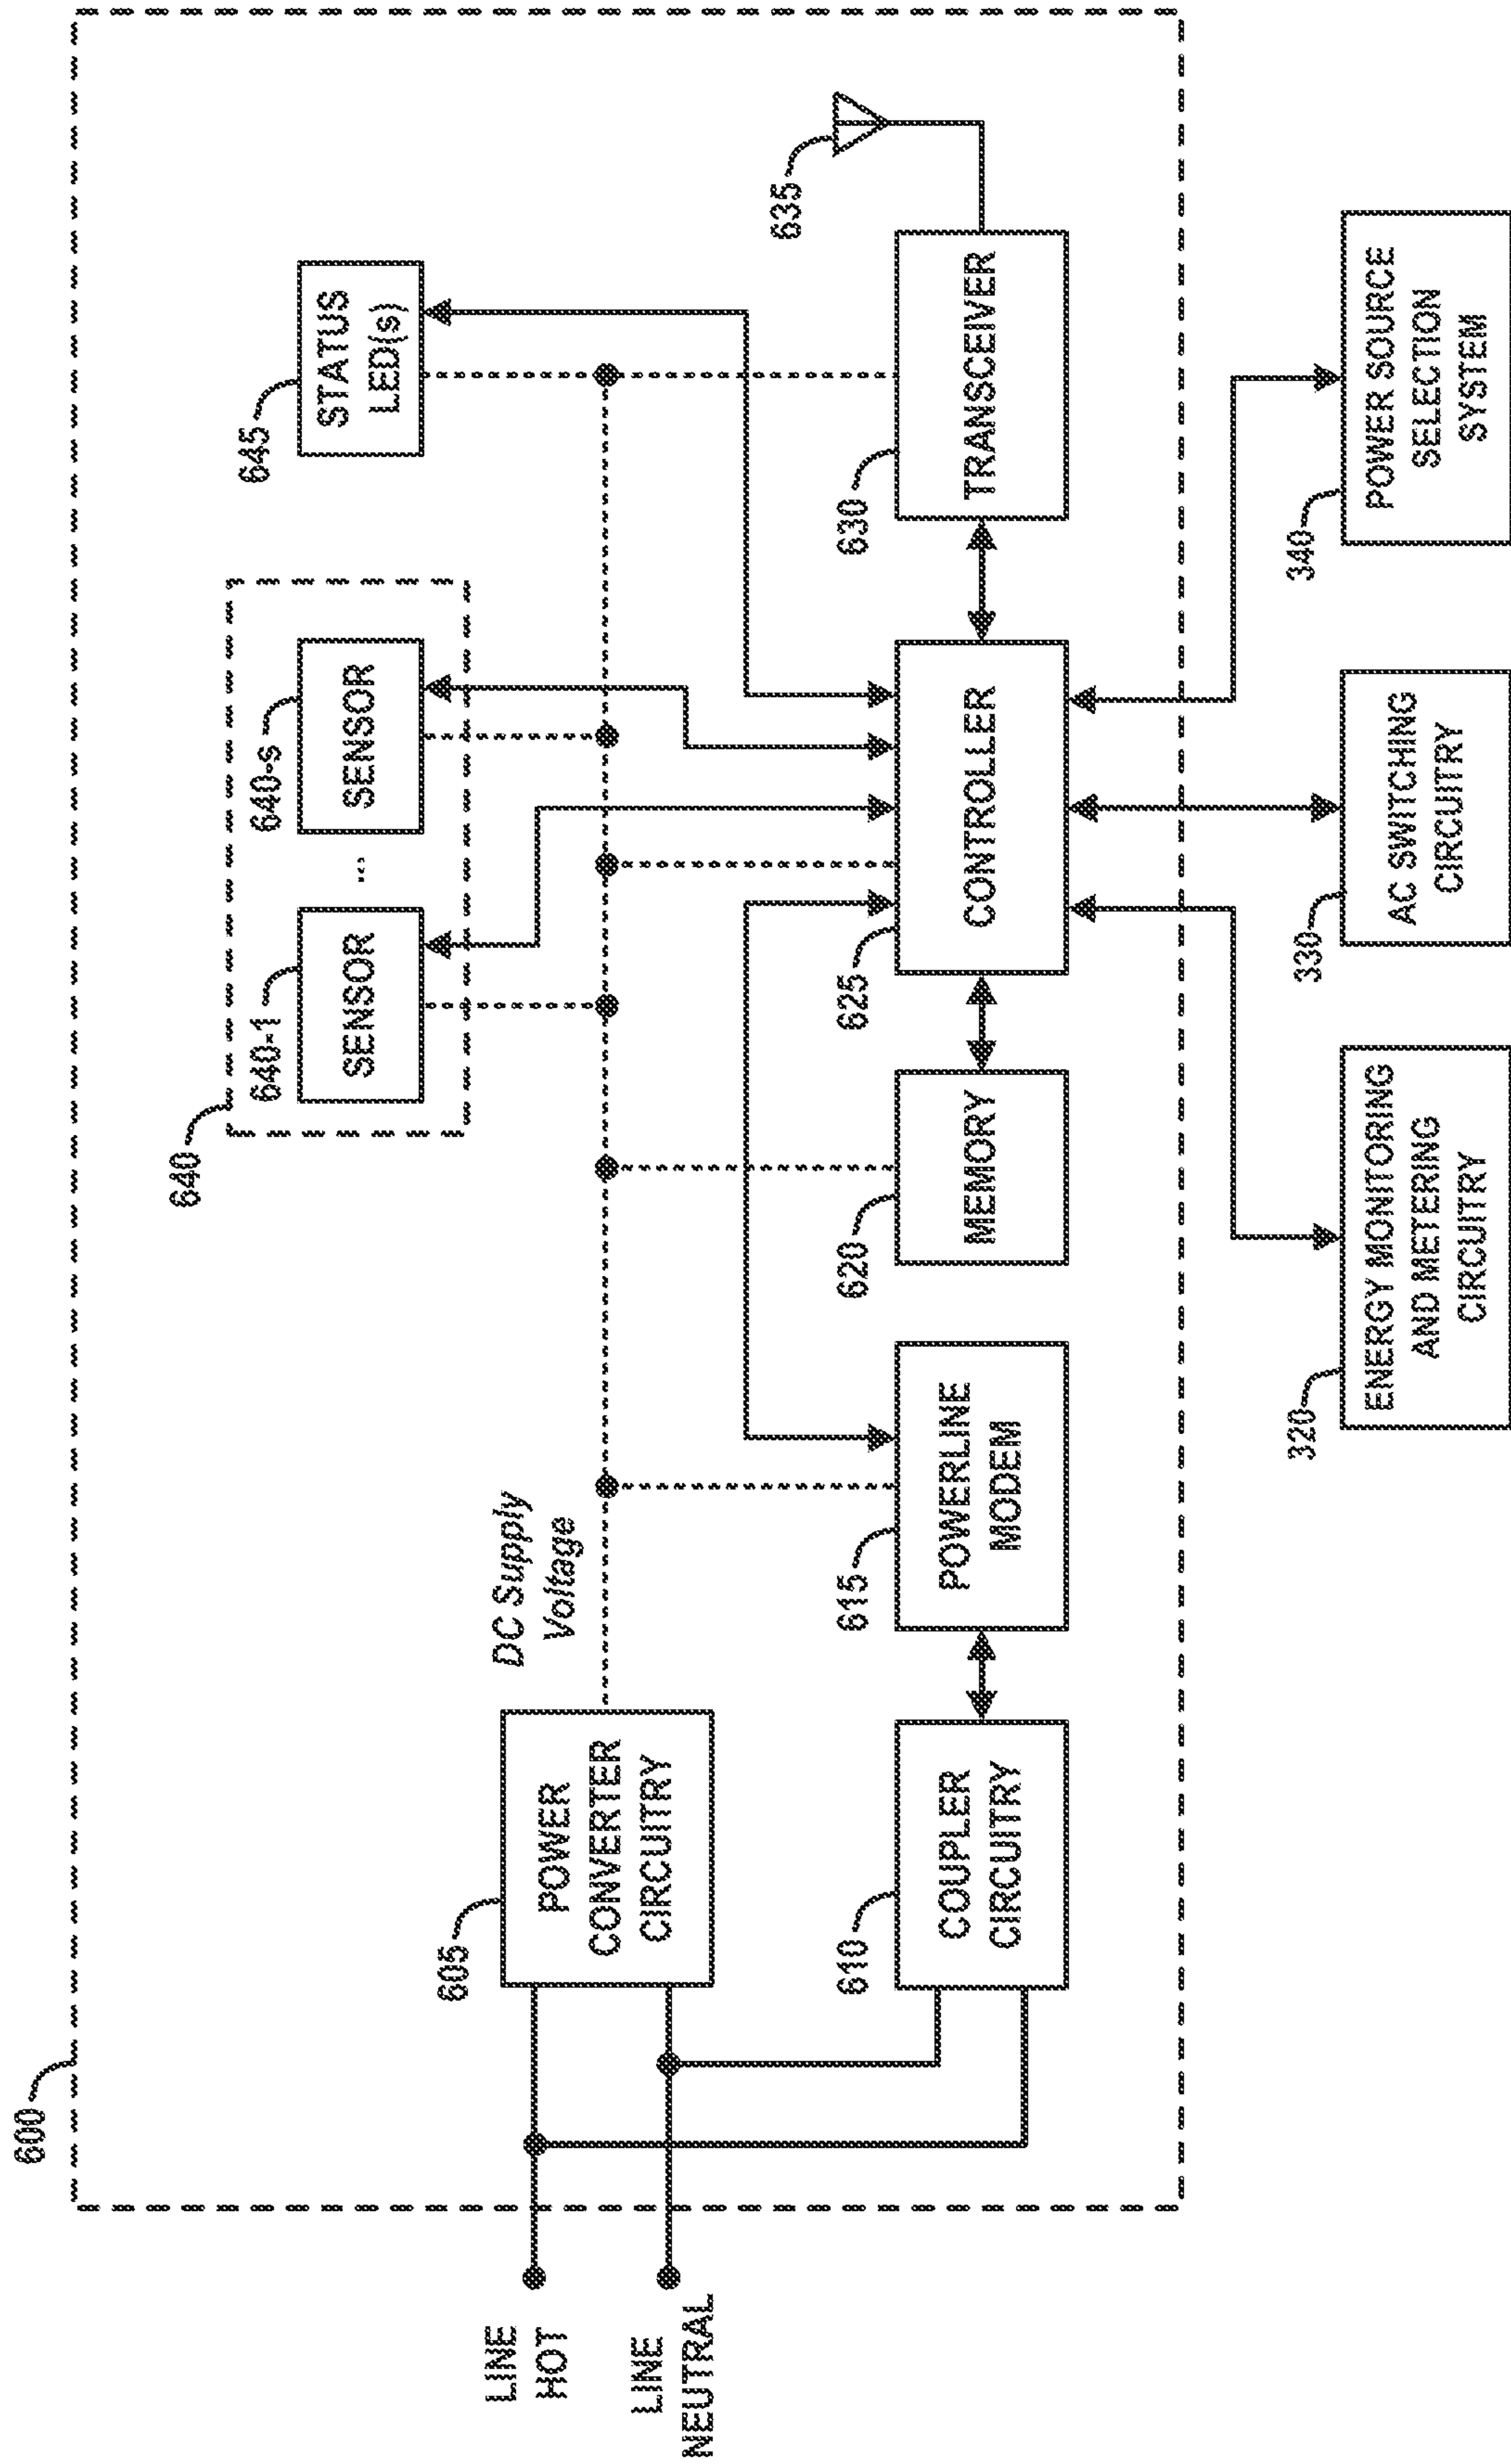 600
640
640-1
640-s
645
SENSOR
...
SENSOR
STATUS
LED(s)
605
DC Supply
Voltage
LINE
HOT
LINE
NEUTRAL
POWER
CONVERTER
CIRCUITRY
635
610
615
620
625
630
COUPLER
CIRCUITRY
POWERLINE
MODEM
MEMORY
CONTROLLER
TRANSCEIVER
320
330
340
ENERGY MONITORING
AND METERING
CIRCUITRY
AC SWITCHING
CIRCUITRY
POWER SOURCE
SELECTION
SYSTEM